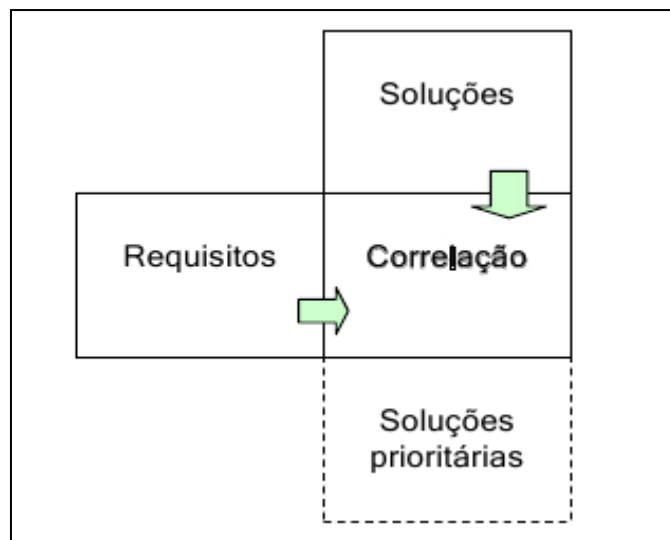 Soluções
Requisitos
Correlação
Soluções
prioritárias